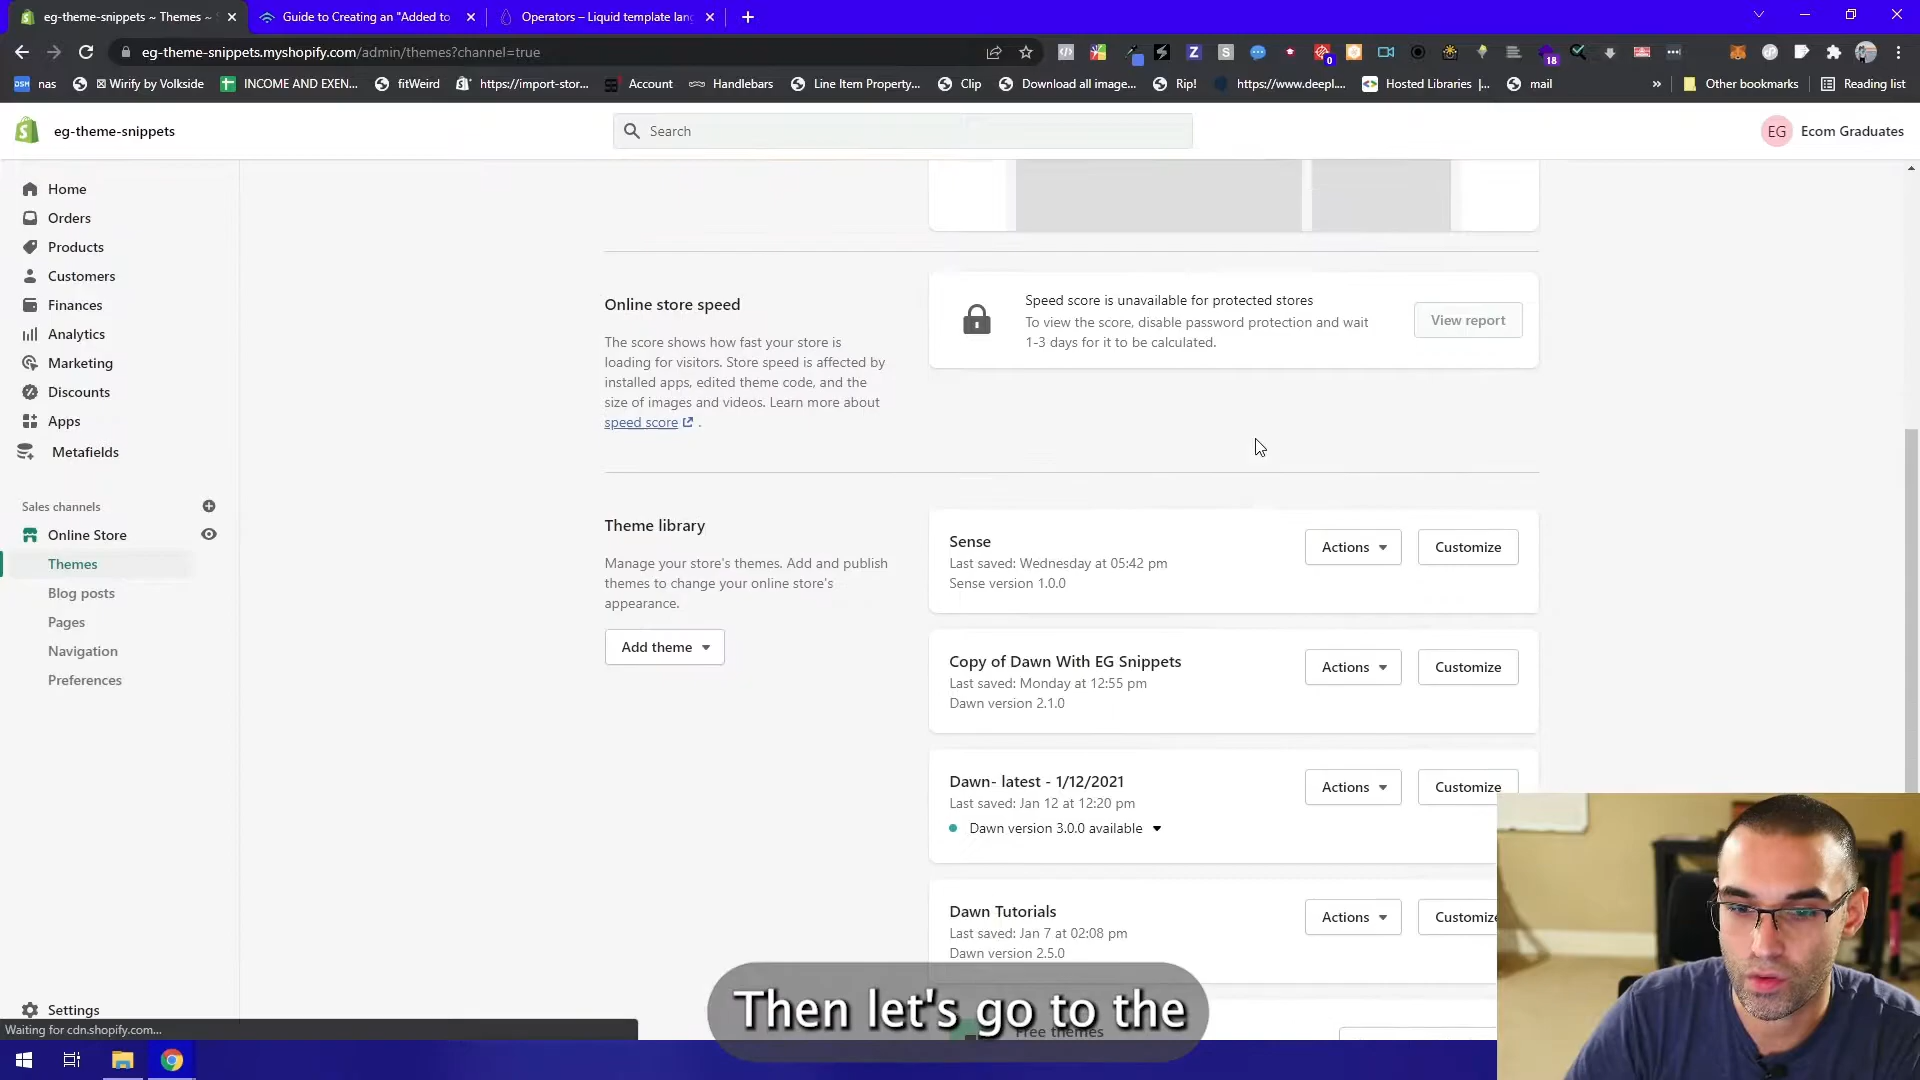 eg-theme-snippets ~ Themes ~
Guide to Creating an "Added to
Operators – Liquid template lan
eg-theme-snippets.myshopify.com/admin/themes?channel=true
0
18
nas
Wirify by Volkside
INCOME AND EXEN...
fitWeird
https://import-stor...
Account
Handlebars
Line Item Property...
Clip
Download all image...
Rip!
https://www.deepl....
Hosted Libraries |...
mail
»
Other bookmarks
Reading list
eg-theme-snippets
Search
EG
Ecom Graduates
Home
Orders
Products
Customers
Finances
Analytics
Marketing
Discounts
Apps
Metafields
Sales channels
Online Store
Themes
Blog posts
Pages
Navigation
Preferences
Settings
Waiting for cdn.shopify.com...
Online store speed
The score shows how fast your store is
loading for visitors. Store speed is affected by
installed apps, edited theme code, and the
size of images and videos. Learn more about
speed score .
Speed score is unavailable for protected stores
To view the score, disable password protection and wait
1-3 days for it to be calculated.
View report
Theme library
Manage your store's themes. Add and publish
themes to change your online store's
appearance.
Add theme
Sense
Last saved: Wednesday at 05:42 pm
Sense version 1.0.0
Actions
Customize
Copy of Dawn With EG Snippets
Last saved: Monday at 12:55 pm
Dawn version 2.1.0
Actions
Customize
Dawn- latest - 1/12/2021
Last saved: Jan 12 at 12:20 pm
Dawn version 3.0.0 available
Actions
Customize
Dawn Tutorials
Last saved: Jan 7 at 02:08 pm
Dawn version 2.5.0
Actions
Customize
Free themes
Then let's go to the